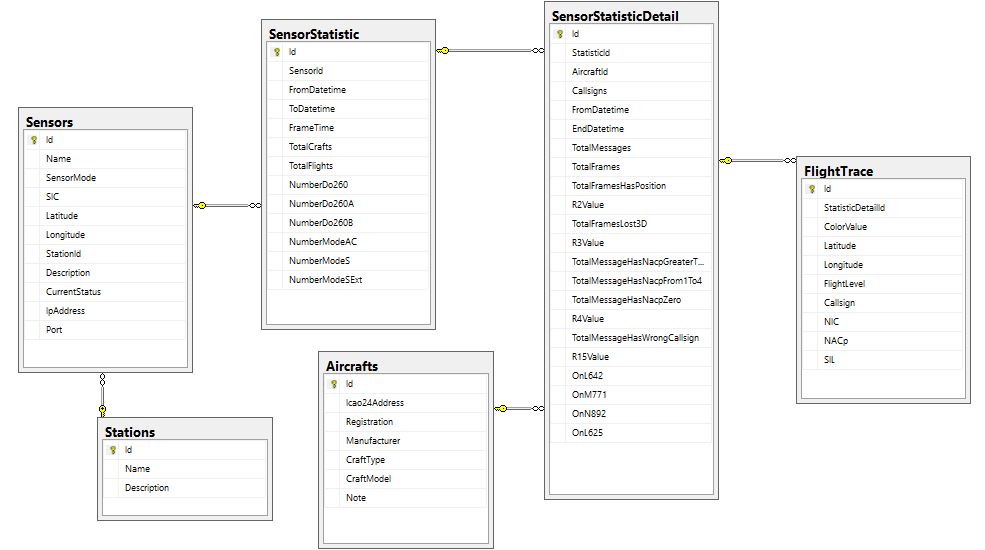 Sensors
Id
Name
SensorMode
SIC
Latitude
Longitude
StationId
Description
CurrentStatus
IpAddress
Port
Stations
Id
Name
Description
SensorStatistic
Id
SensorId
FromDatetime
ToDatetime
FrameTime
TotalCrafts
TotalFlights
NumberDo260
NumberDo260A
NumberDo260B
NumberModeAC
NumberModeS
NumberModeSExt
Aircrafts
Id
Icao24Address
Registration
Manufacturer
CraftType
CraftModel
Note
SensorStatisticDetail
Id
StatisticId
AircraftId
Callsigns
FromDatetime
EndDatetime
TotalMessages
TotalFrames
TotalFramesHasPosition
R2Value
TotalFramesLost3D
R3Value
TotalMessageHasNacpGreaterT...
TotalMessageHasNacpFrom1To4
TotalMessageHasNacpZero
R4Value
TotalMessageHasWrongCallsign
R15Value
OnL642
OnM771
OnN892
OnL625
FlightTrace
Id
StatisticDetailId
ColorValue
Latitude
Longitude
FlightLevel
Callsign
NIC
NACp
SIL